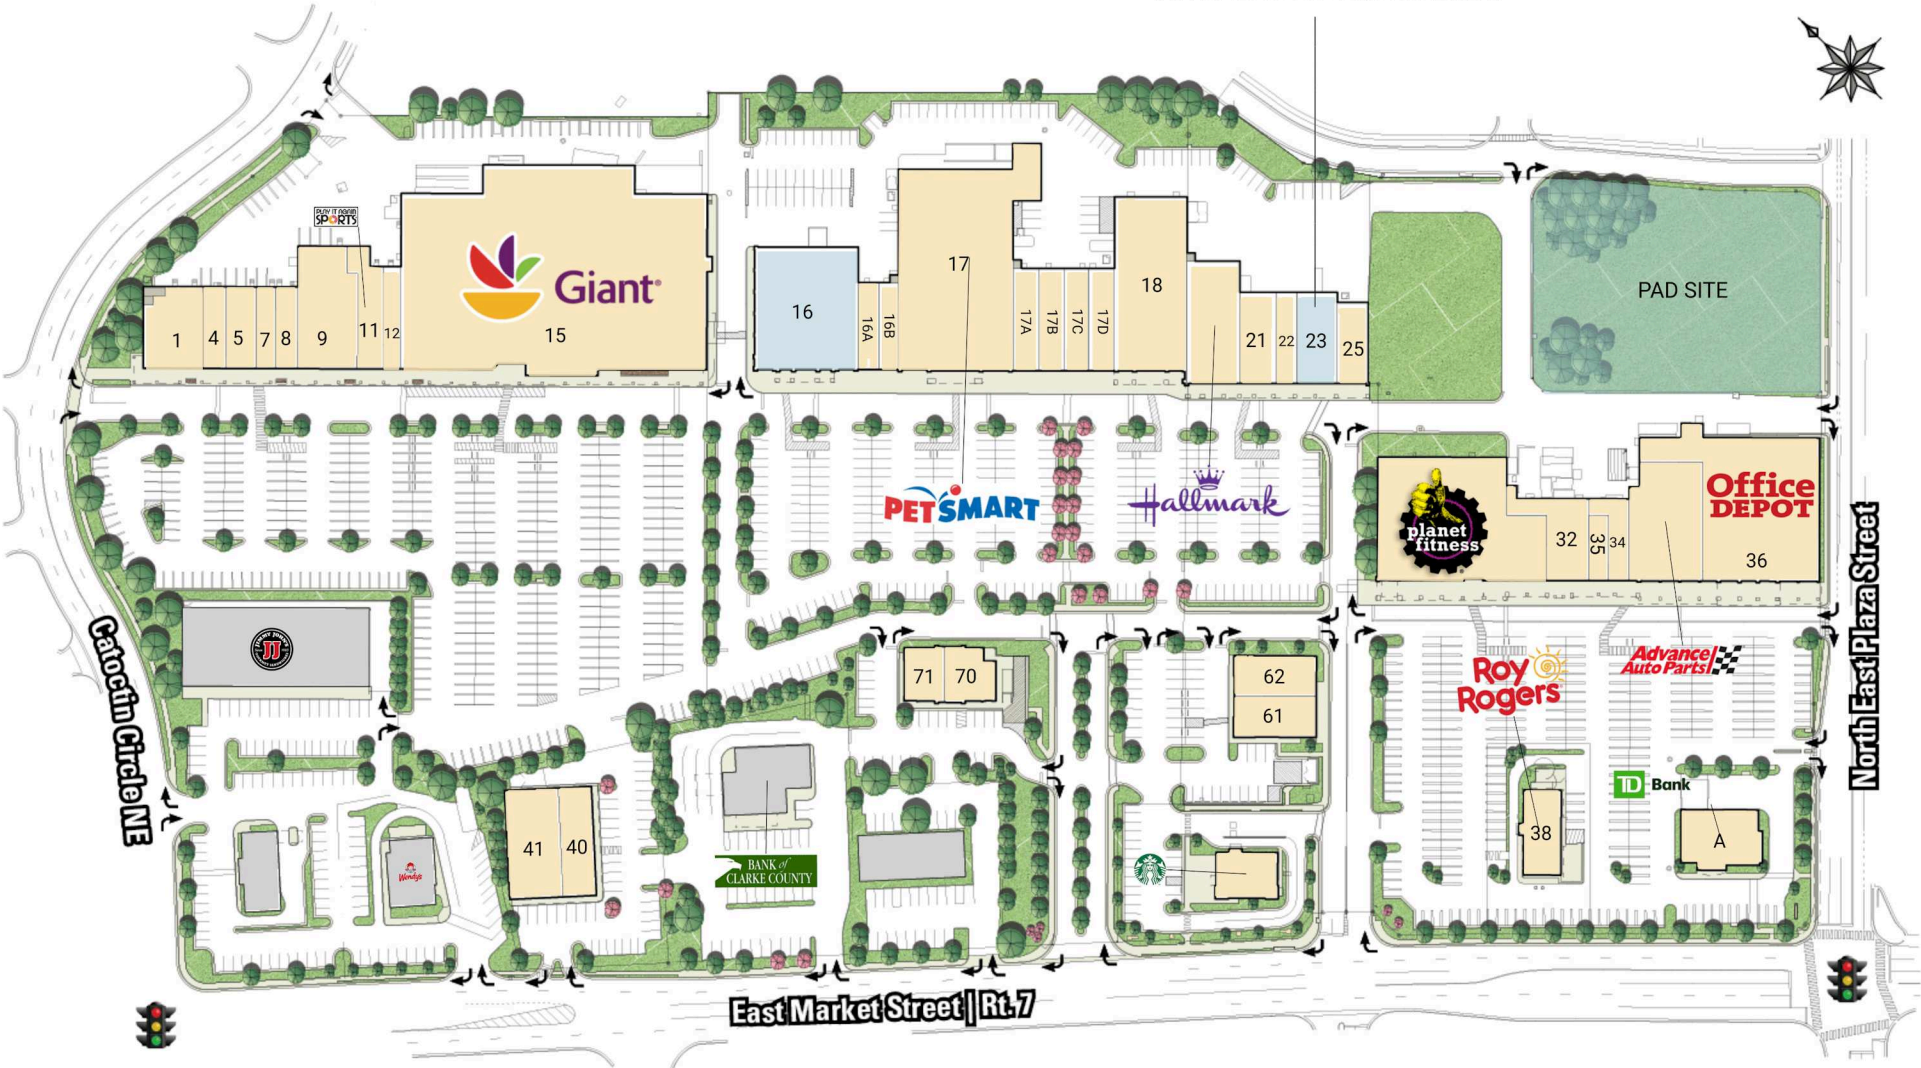 PLAY IT AGAIN
SPORTS
Giant
1
4
5
7
8
9
11
12
15
16
16A
16B
17
17A
17B
17C
17D
18
21
22
23
25
PAD SITE
PETSMART
Hallmark
planet
fitness
32
35
34
Office
DEPOT
36
JIMMY JOHN'S
JJ
Catoctin Circle NE
71
70
62
61
Roy
Rogers
Advance
Auto Parts
North East Plaza Street
TD Bank
38
A
41
40
Wendy's
BANK of
CLARKE COUNTY
East Market Street | Rt. 7